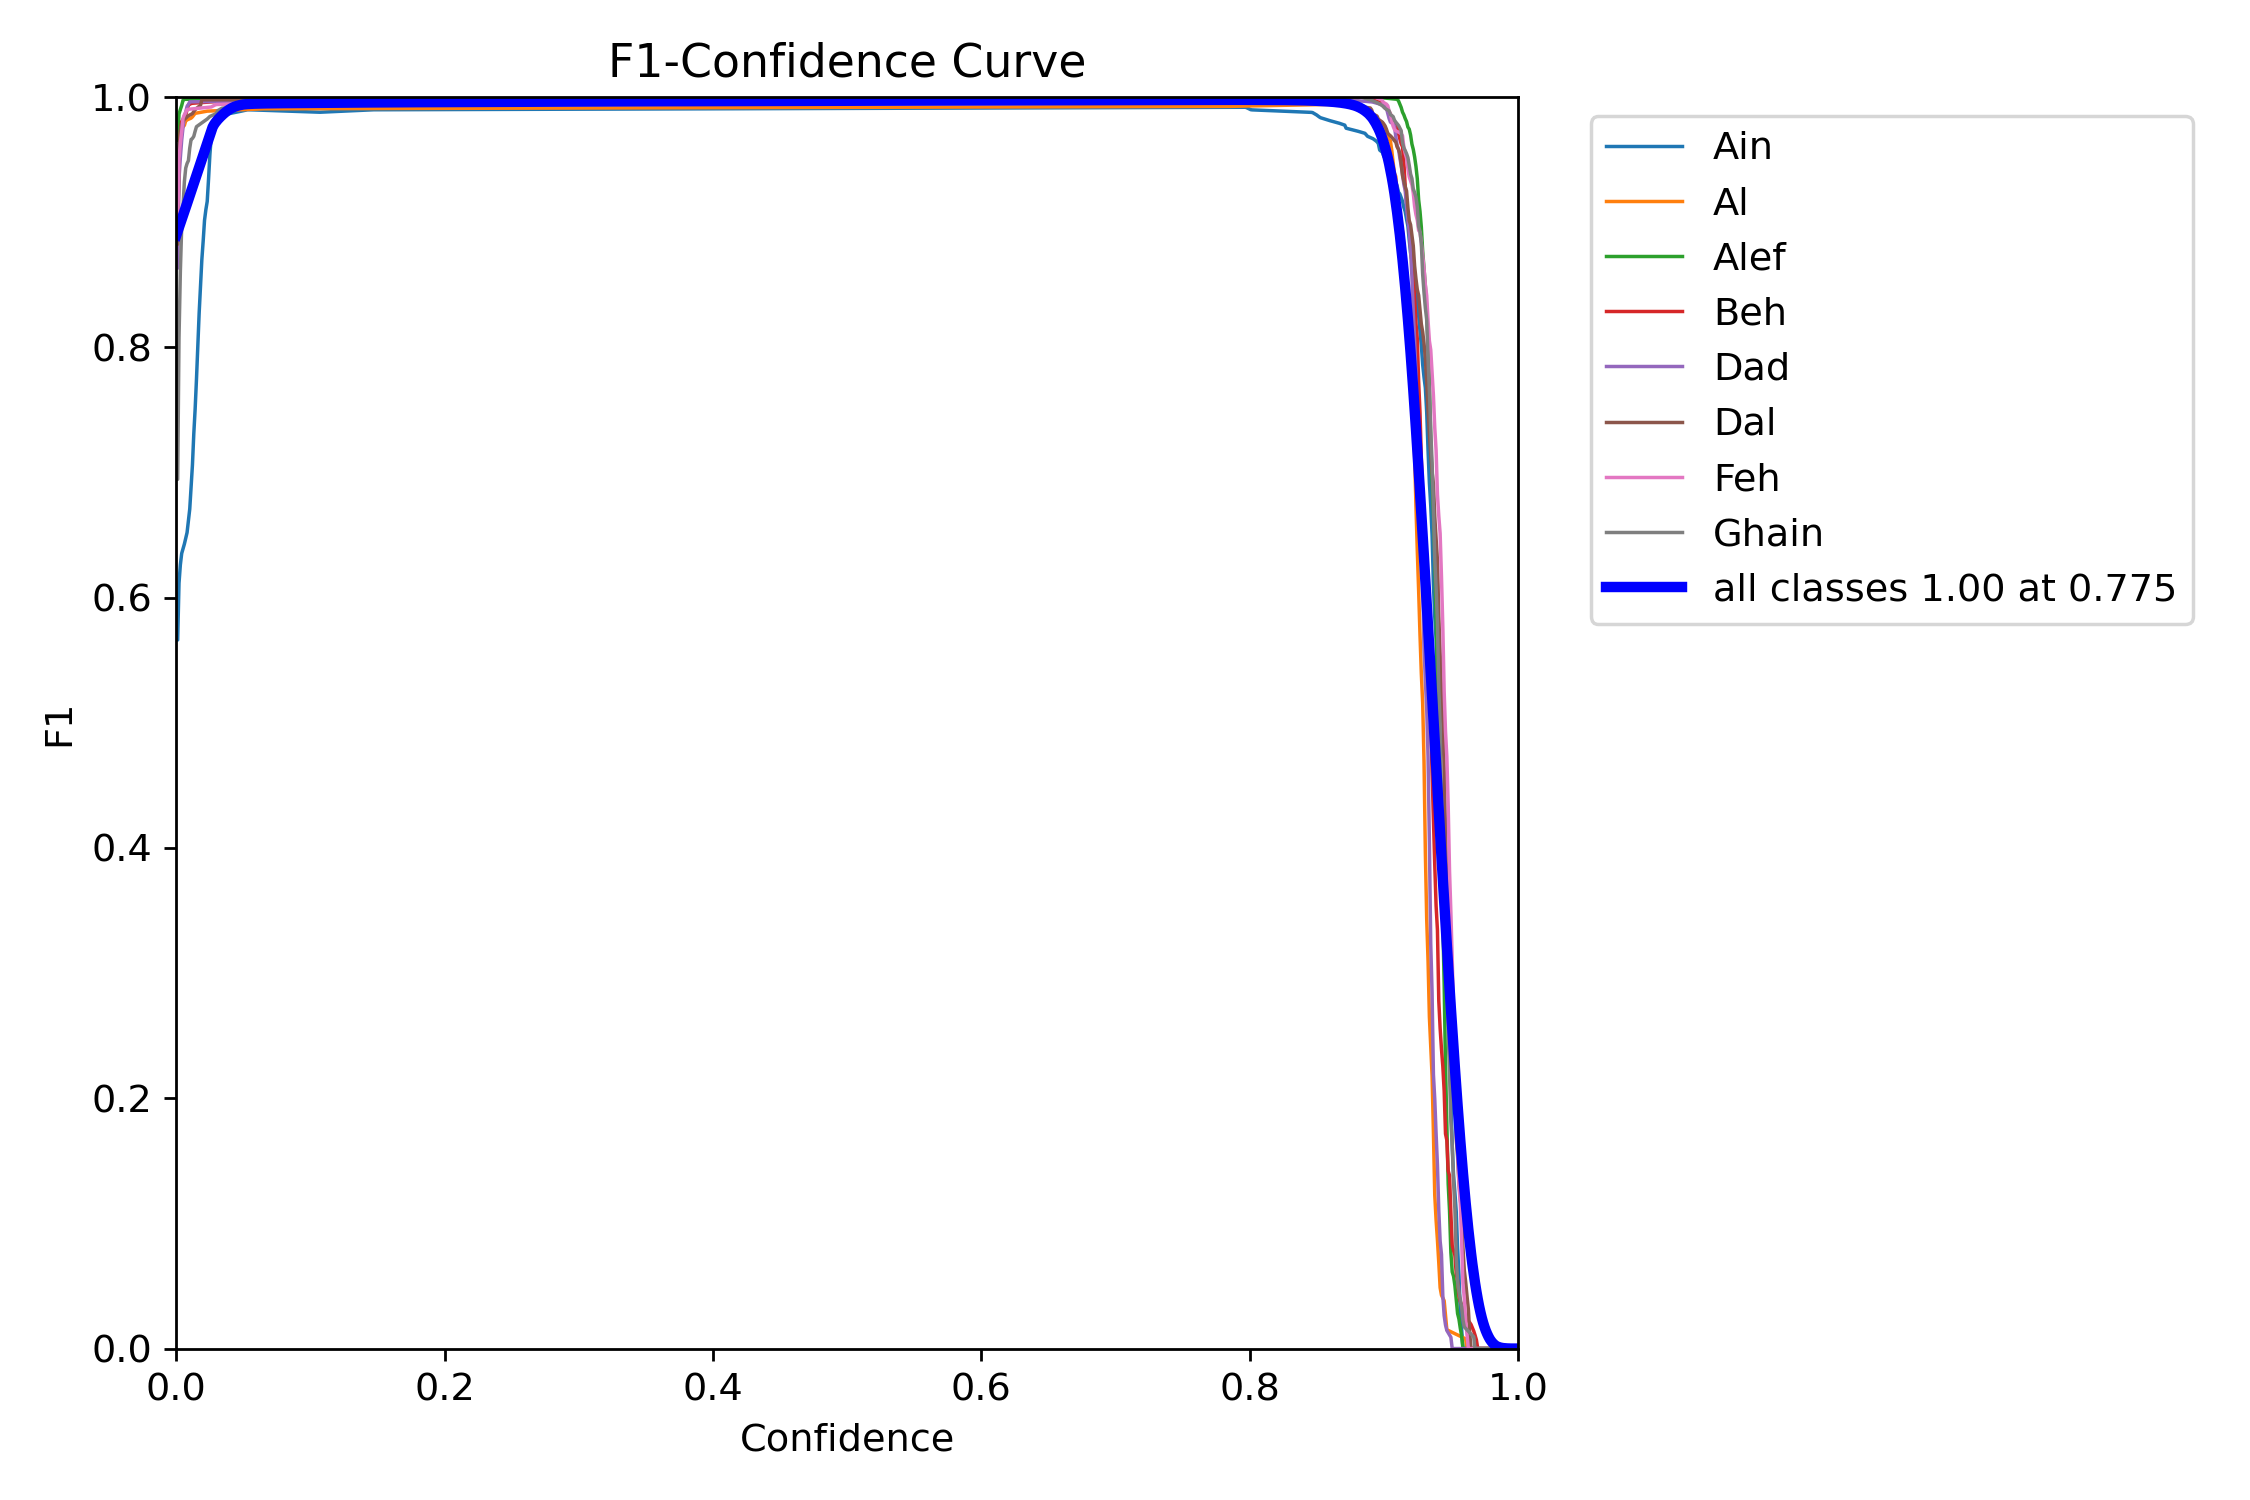 F1-Confidence Curve
1.0
0.8
0.6
0.4
0.2
0.0
F1
0.0 0.2 0.4 0.6 0.8 1.0
Confidence
Ain
Al
Alef
Beh
Dad
Dal
Feh
Ghain
all classes 1.00 at 0.775